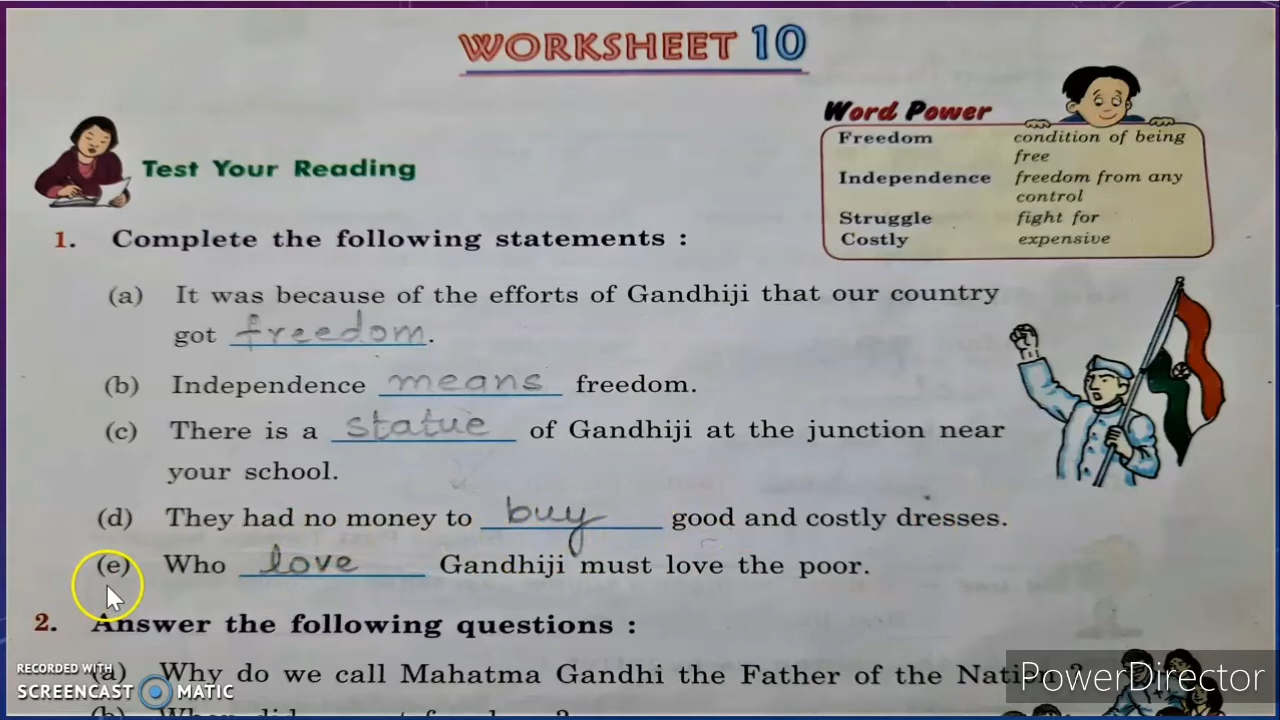 WORKSHEET 10
Word Power
Freedom condition of being
free
Independence freedom from any
control
Struggle fight for
Costly expensive
Test Your Reading
1. Complete the following statements :
(a) It was because of the efforts of Gandhiji that our country
got freedom.
(b) Independence means freedom.
(c) There is a statue of Gandhiji at the junction near
your school.
(d) They had no money to buy good and costly dresses.
(e) Who love Gandhiji must love the poor.
2. Answer the following questions :
(a) Why do we call Mahatma Gandhi the Father of the Nation ?
RECORDED WITH
SCREENCAST MATIC
PowerDirector